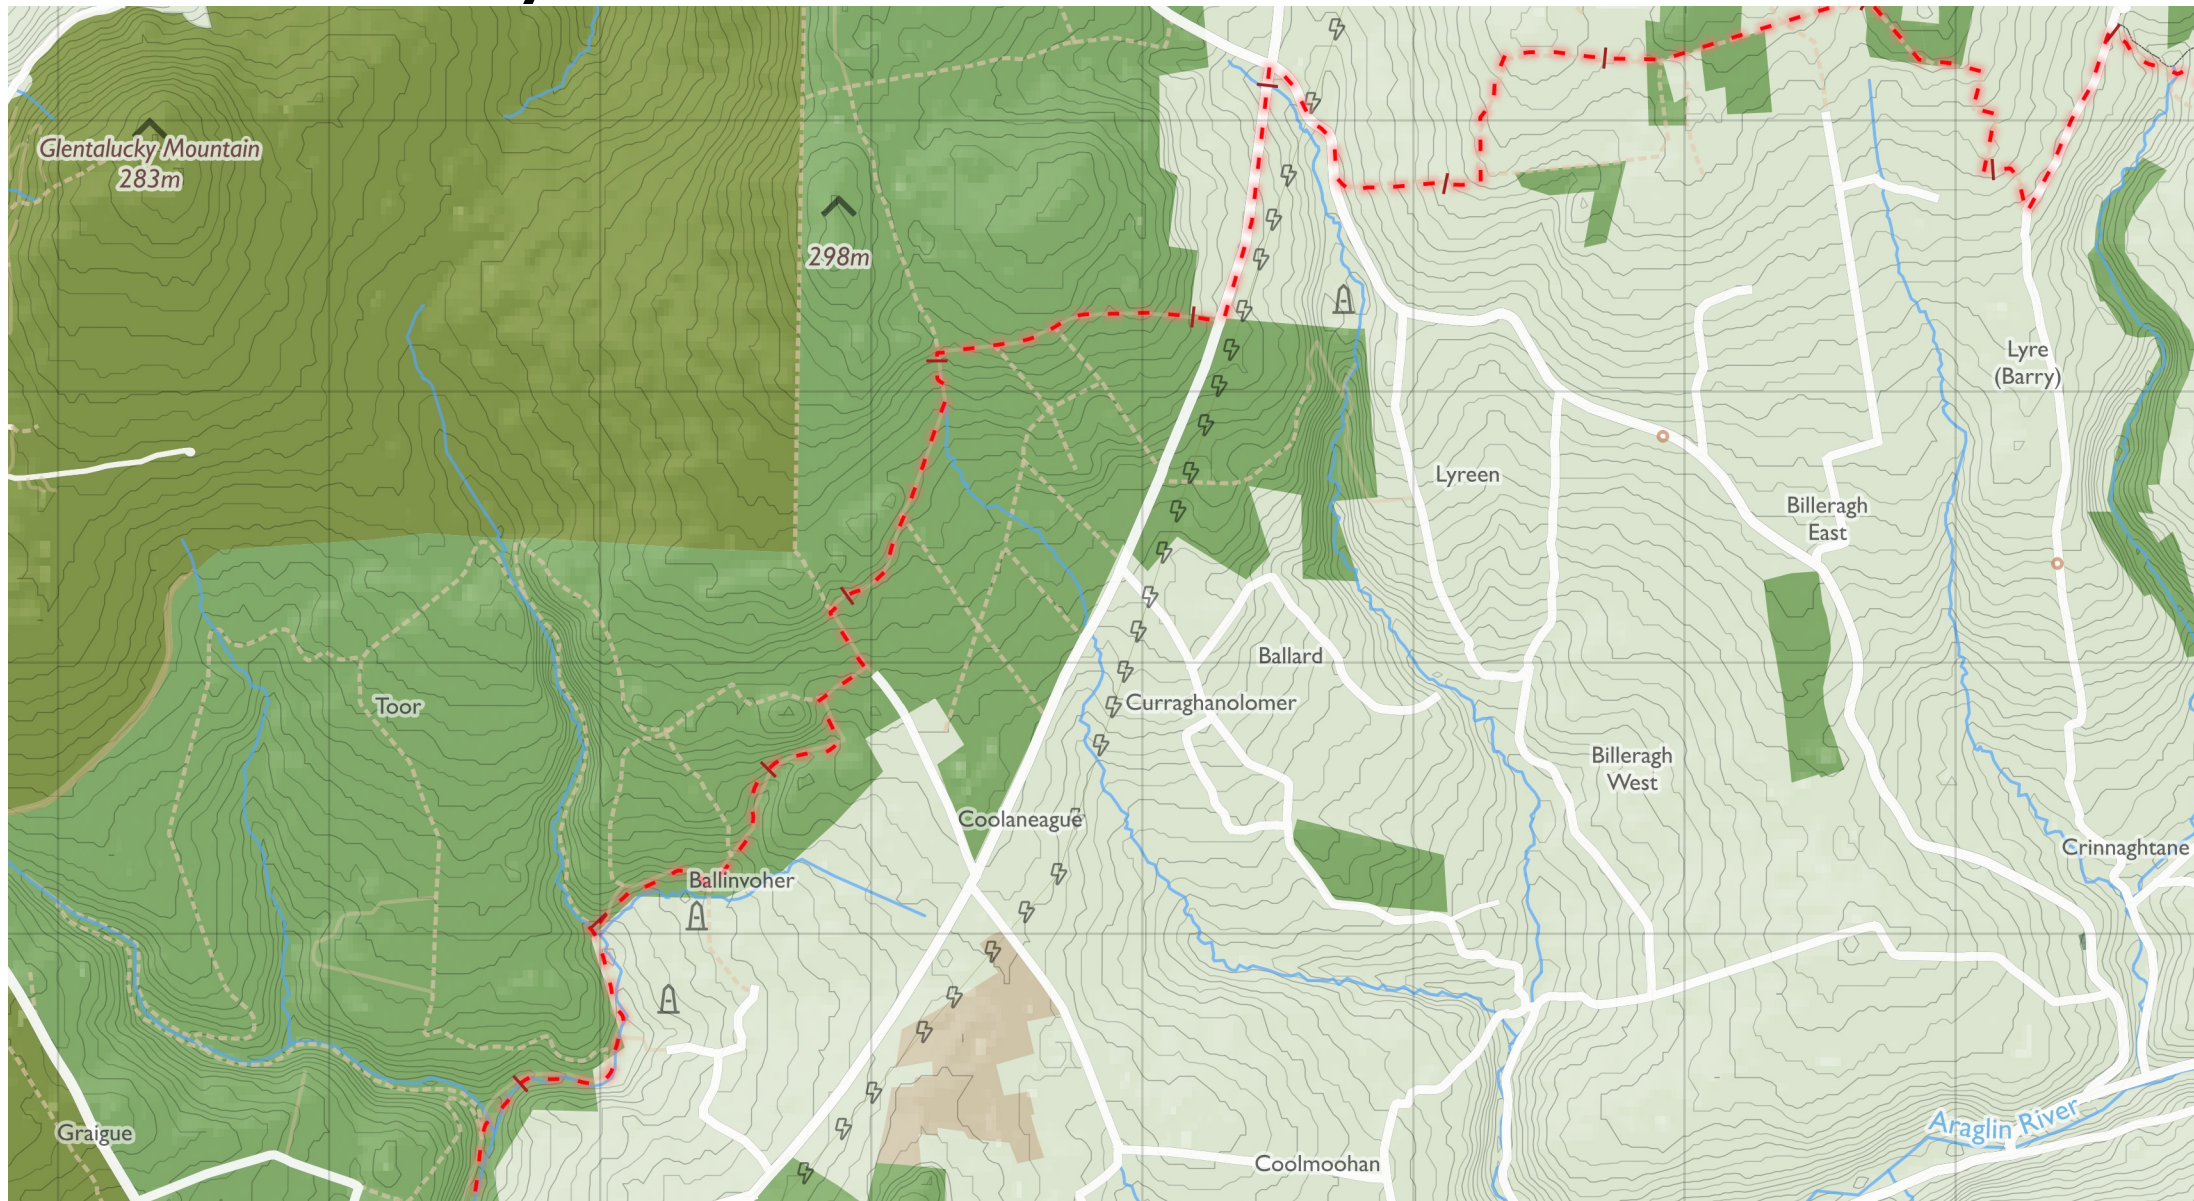 Glentalucky Mountain
283m
298m
Lyre
(Barry)
Lyreen
Billeragh
East
Ballard
Curraghanolomer
Toor
Billeragh
West
Coolaneague
Crinnaghtane
Ballinvoher
Graigue
Araglin River
Coolmoohan